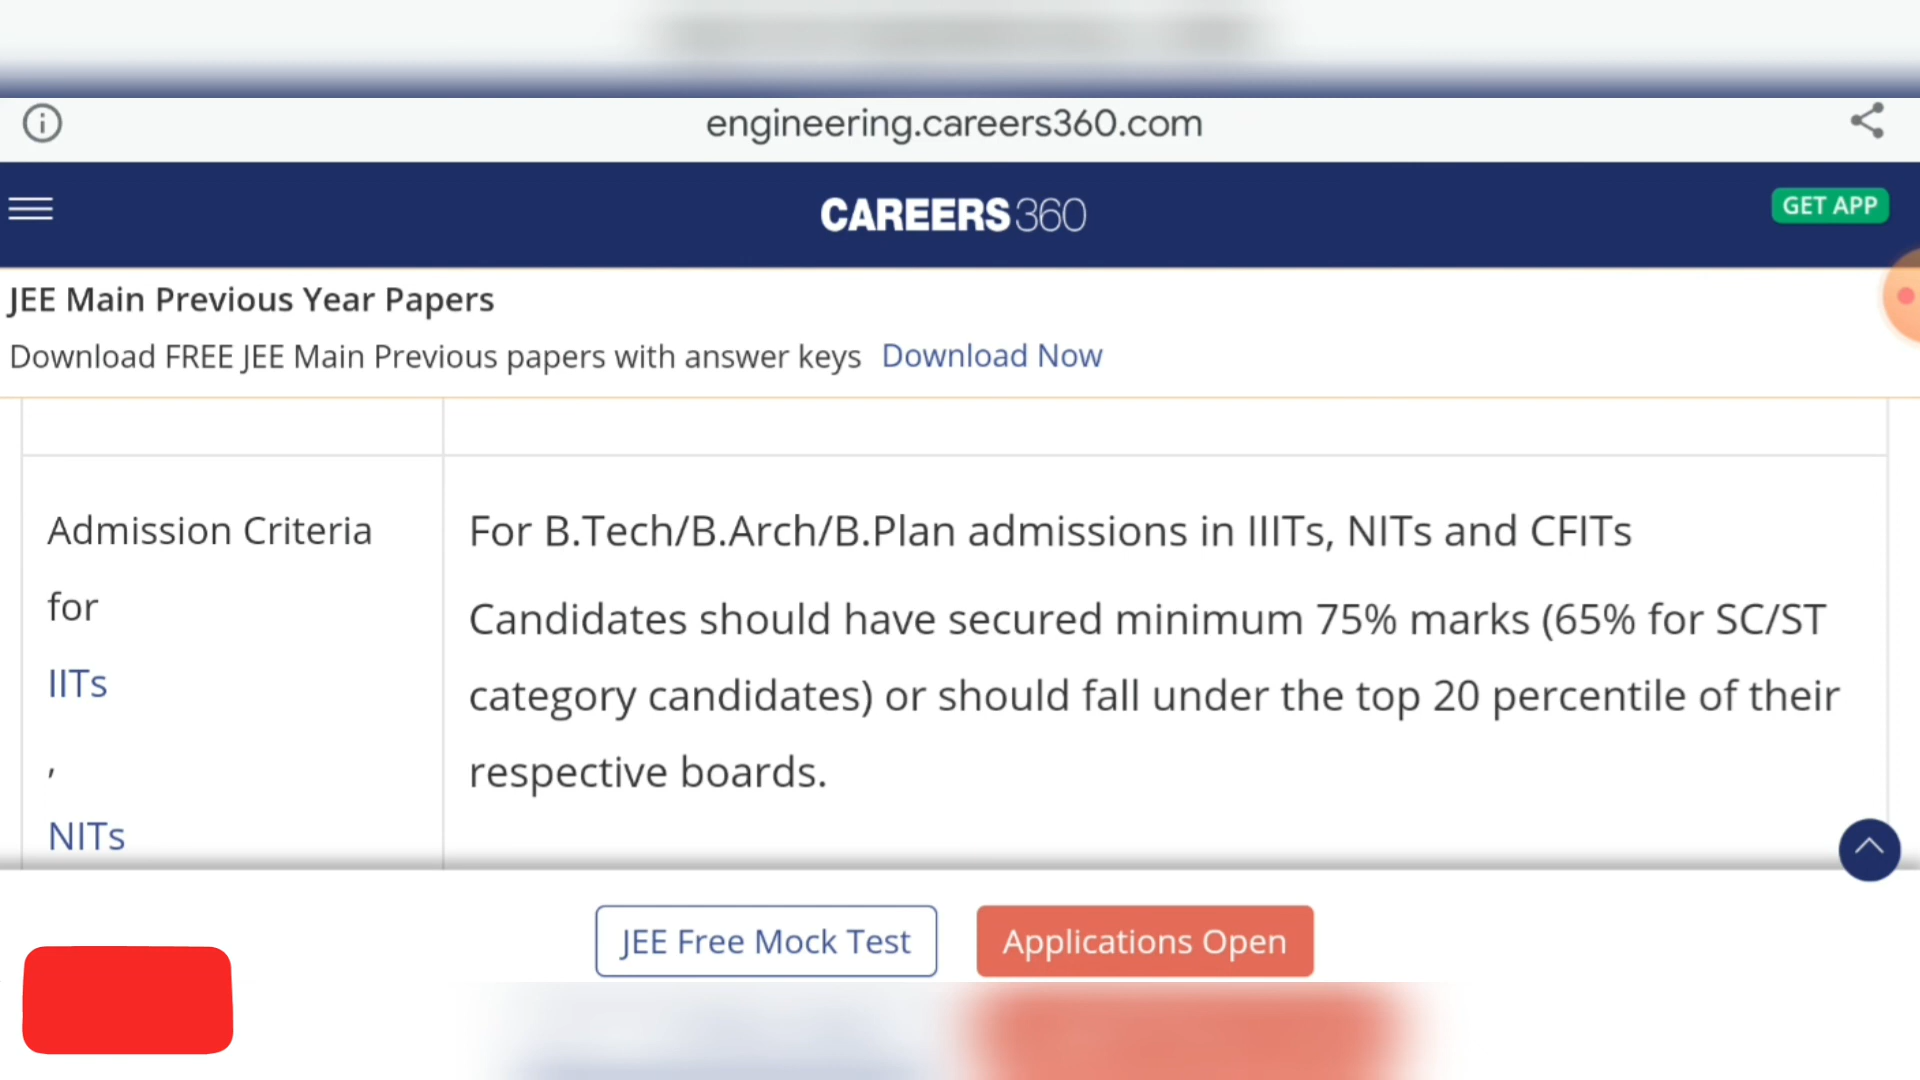 engineering.careers360.com
CAREERS360
GET APP
JEE Main Previous Year Papers
Download FREE JEE Main Previous papers with answer keys Download Now
Admission Criteria
for
IITs
,
NITs
For B.Tech/B.Arch/B.Plan admissions in IIITs, NITs and CFITs
Candidates should have secured minimum 75% marks (65% for SC/ST
category candidates) or should fall under the top 20 percentile of their
respective boards.
JEE Free Mock Test
Applications Open